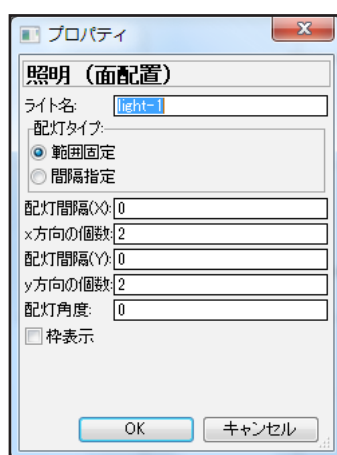 プロパティ
照明（面配置）
ライト名: light-1
配灯タイプ:
範囲固定
間隔指定
配灯間隔(X): 0
x方向の個数: 2
配灯間隔(Y): 0
y方向の個数: 2
配灯角度: 0
枠表示
OK キャンセル